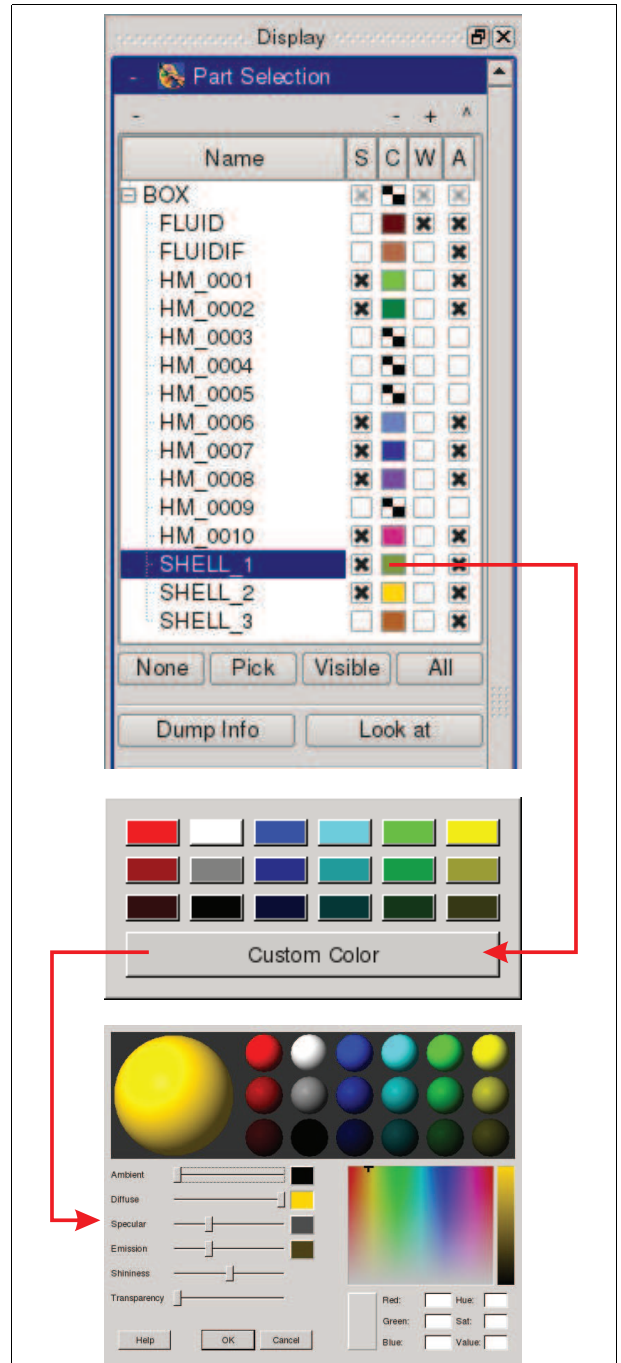 Display
- Part Selection
- - + ^
Name S C W A
BOX
FLUID
FLUIDIF
HM_0001
HM_0002
HM_0003
HM_0004
HM_0005
HM_0006
HM_0007
HM_0008
HM_0009
HM_0010
SHELL_1
SHELL_2
SHELL_3
None Pick Visible All
Dump Info Look at
Custom Color
Ambient
Diffuse
Specular
Emission
Shininess
Transparency
Red: Hue:
Green: Sat:
Blue: Value:
Help OK Cancel